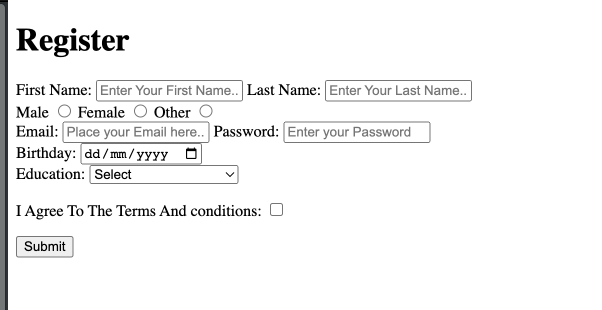 Register
First Name: Enter Your First Name.. Last Name: Enter Your Last Name..
Male Female Other
Email: Place your Email here.. Password: Enter your Password
Birthday: dd/mm/yyyy
Education: Select
I Agree To The Terms And conditions:
Submit